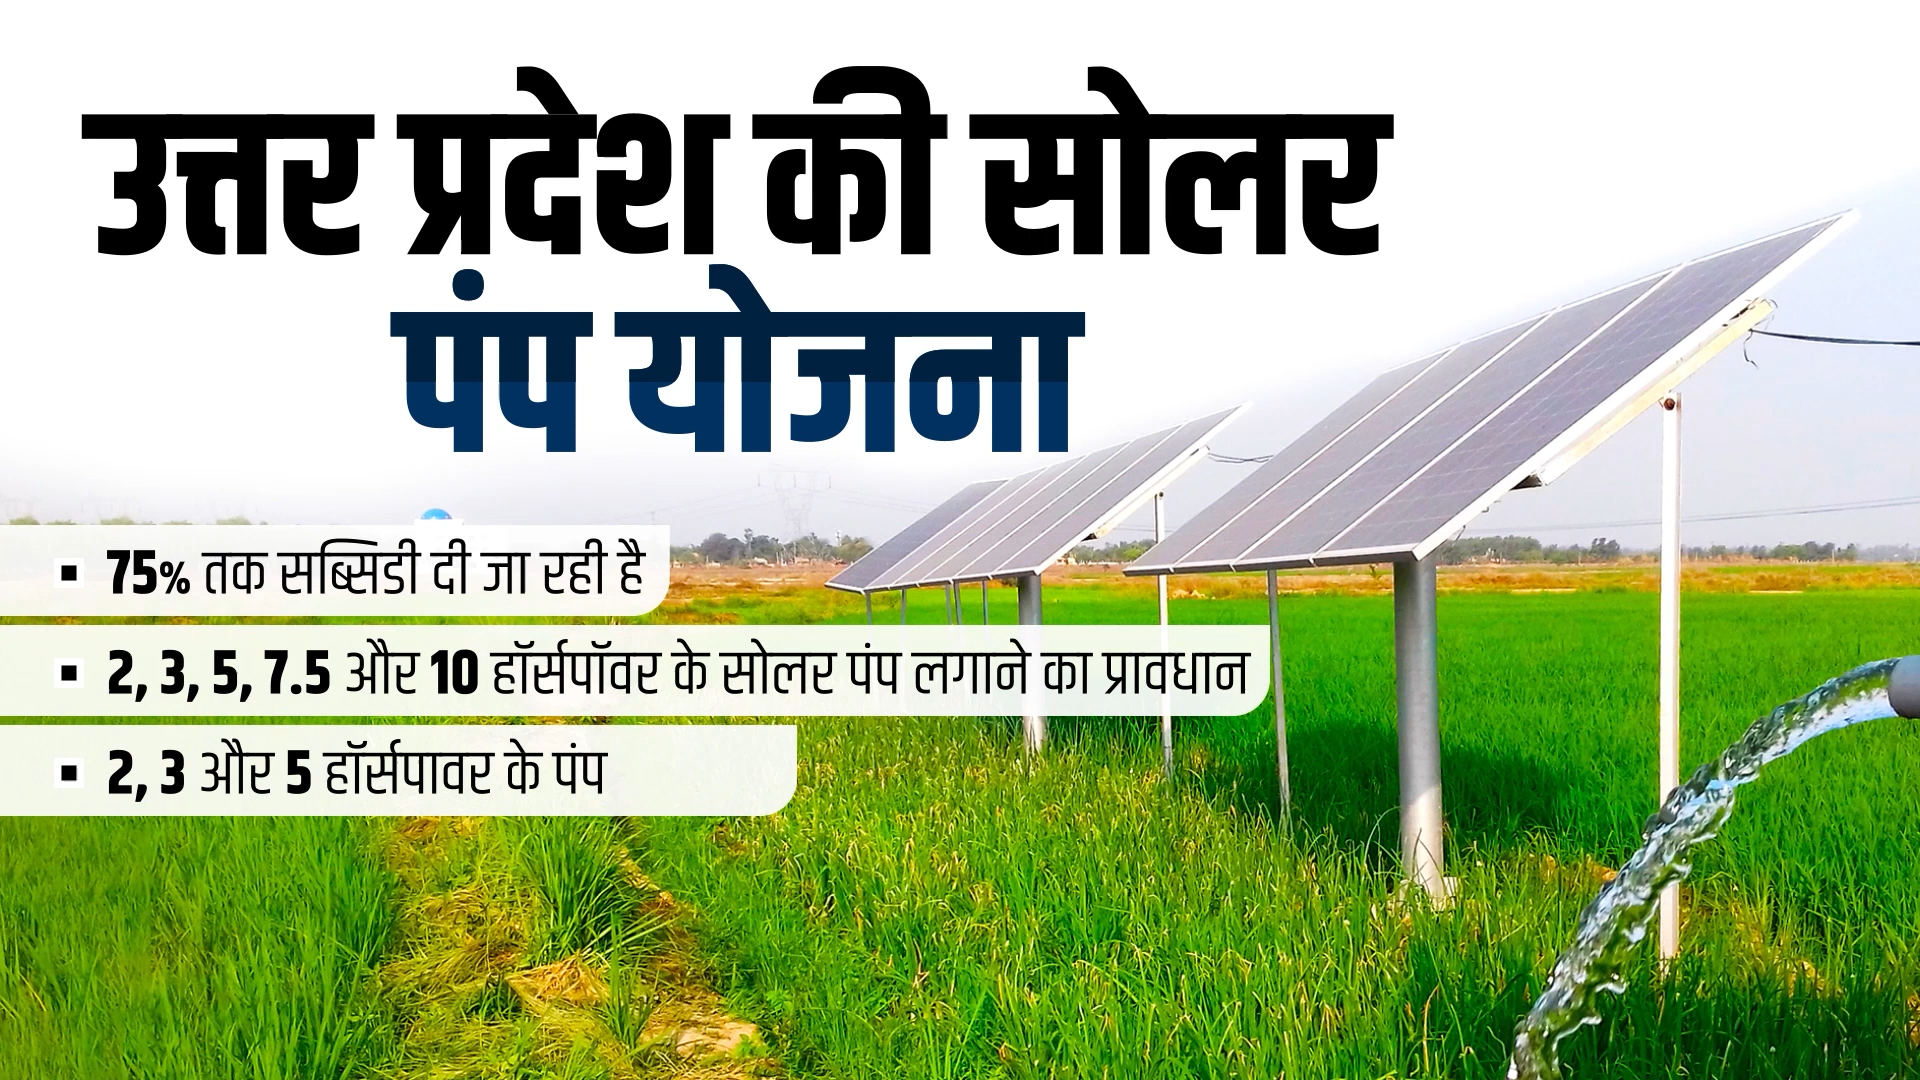 उत्तर प्रदेश की सोलर
पंप योजना
75% तक सब्सिडी दी जा रही है
2, 3, 5, 7.5 और 10 हॉर्सपॉवर के सोलर पंप लगाने का प्रावधान
2, 3 और 5 हॉर्सपावर के पंप